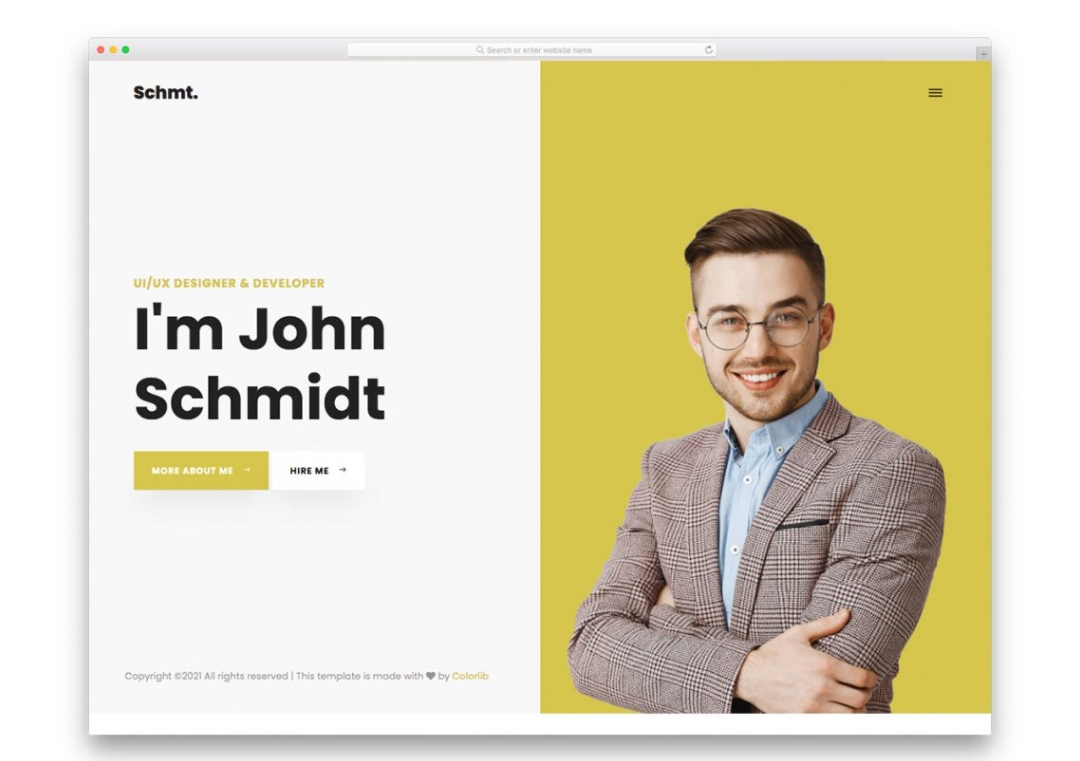 Search or enter website name
Schmt.
UI/UX DESIGNER & DEVELOPER
I'm John
Schmidt
MORE ABOUT ME →
HIRE ME →
Copyright ©2021 All rights reserved | This template is made with ♥ by Colorlib